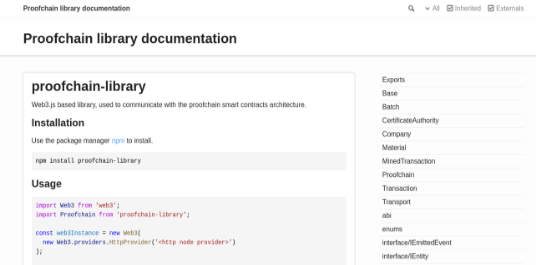 Proofchain library documentation
All Inherited Externals
Proofchain library documentation
proofchain-library
Web3.js based library, used to communicate with the proofchain smart contracts architecture.
Installation
Use the package manager npm to install.
npm install proofchain-library
Usage
import Web3 from 'web3';
import Proofchain from 'proofchain-library';
const web3Instance = new Web3(
new Web3.providers.HttpProvider('<http node provider>')
);
Exports
Base
Batch
CertificateAuthority
Company
Material
MinedTransaction
Proofchain
Transaction
Transport
abi
enums
interface/IEmittedEvent
interface/IEntity